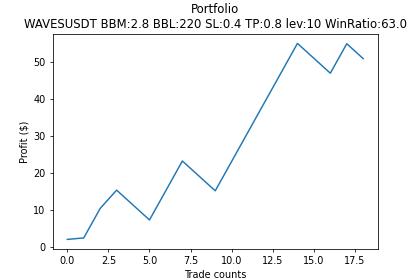 Portfolio
WAVESUSDT BBM:2.8 BBL:220 SL:0.4 TP:0.8 lev:10 WinRatio:63.0
50
40
30
20
10
0
Profit ($)
0.0 2.5 5.0 7.5 10.0 12.5 15.0 17.5
Trade counts